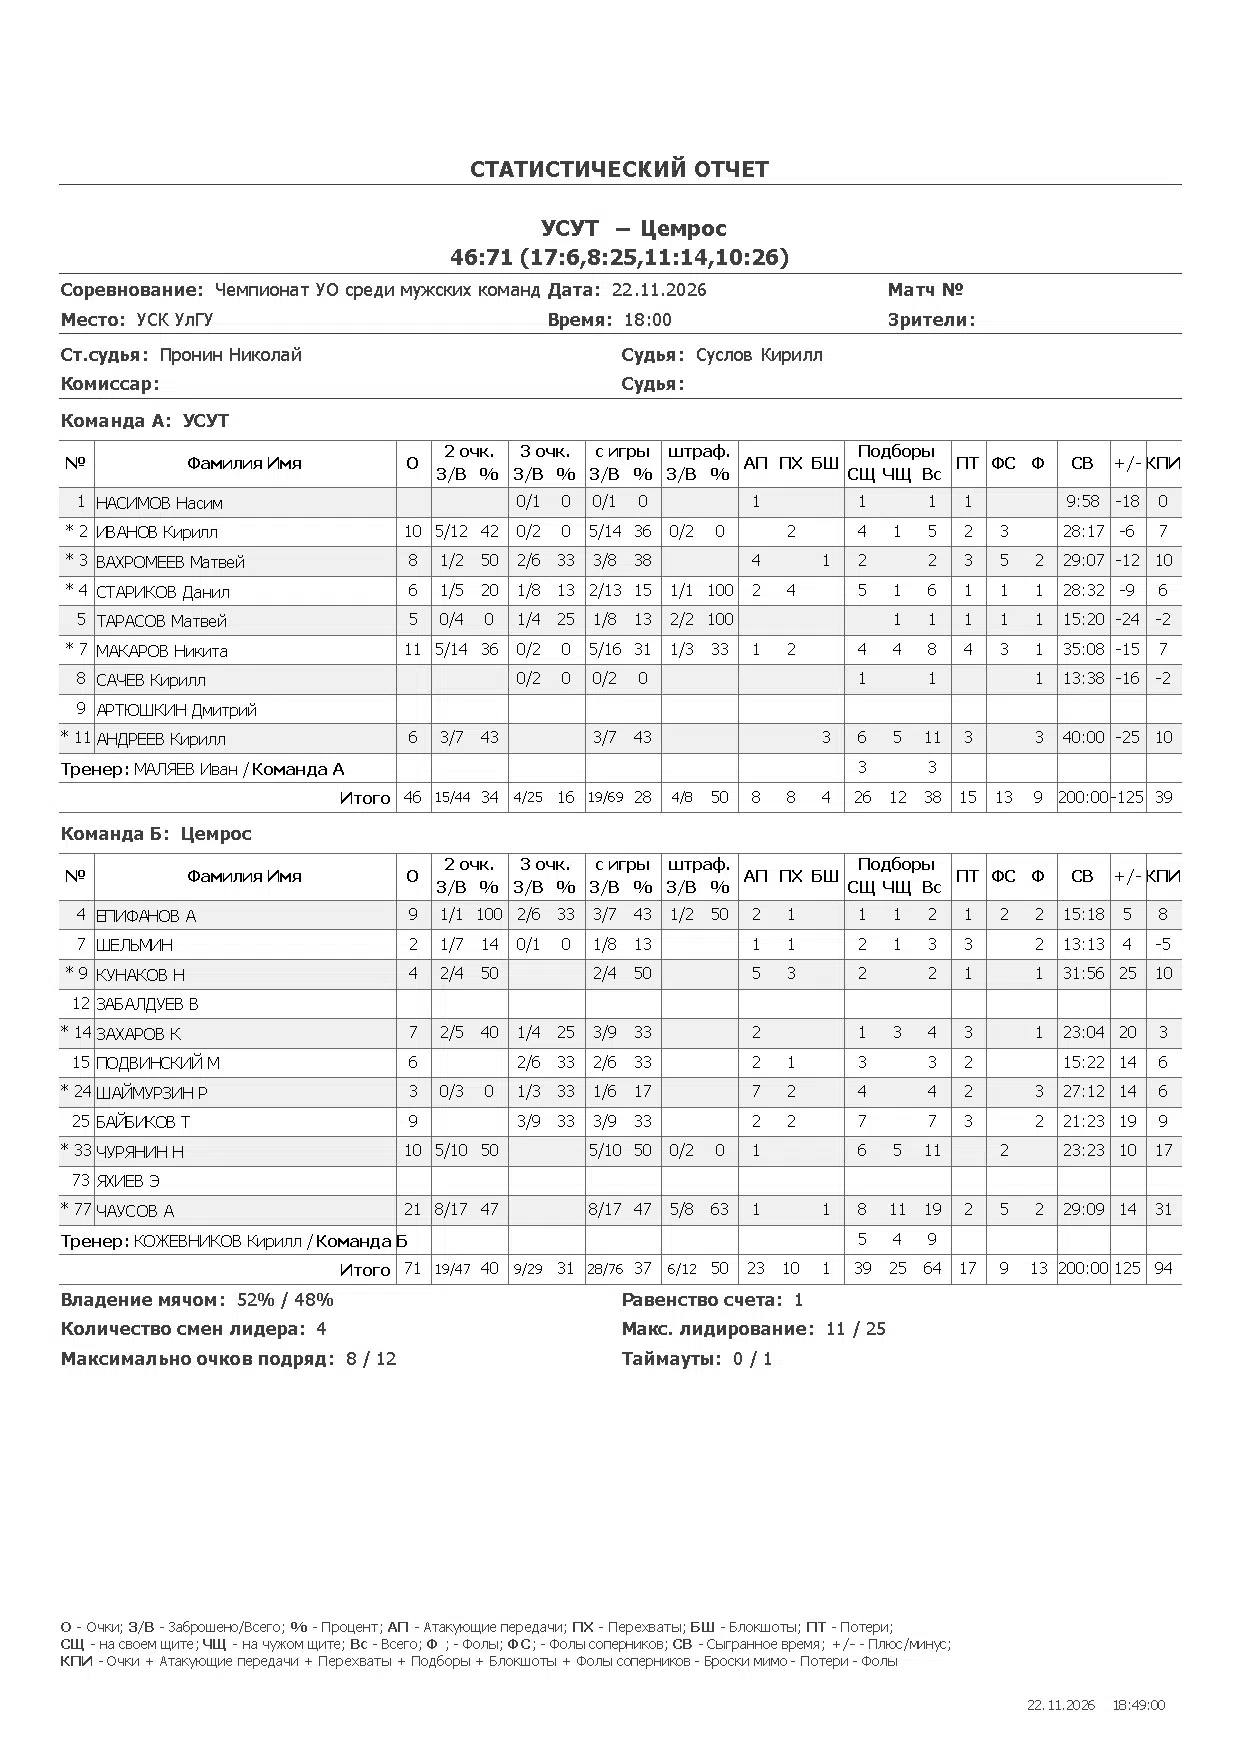 СТАТИСТИЧЕСКИЙ ОТЧЕТ
УСУТ – Цемрос
46:71 (17:6,8:25,11:14,10:26)
Соревнование: Чемпионат УО среди мужских команд Дата: 22.11.2026 Матч №
Место: УСК УлГУ Время: 18:00 Зрители:
Ст.судья: Пронин Николай Судья: Суслов Кирилл
Комиссар: Судья:
Команда А: УСУТ
№ Фамилия Имя О 2 очк. 3 очк. с игры штраф. АП ПХ БШ Подборы ПТ ФС Ф СВ +/- КПИ
З/В % З/В % З/В % З/В % СЩ ЧЩ Вс
1 НАСИМОВ Насим 0/1 0 0/1 0 1 1 1 1 9:58 -18 0
* 2 ИВАНОВ Кирилл 10 5/12 42 0/2 0 5/14 36 0/2 0 2 4 1 5 2 3 28:17 -6 7
* 3 ВАХРОМЕЕВ Матвей 8 1/2 50 2/6 33 3/8 38 4 1 2 2 3 5 2 29:07 -12 10
* 4 СТАРИКОВ Данил 6 1/5 20 1/8 13 2/13 15 1/1 100 2 4 5 1 6 1 1 1 28:32 -9 6
5 ТАРАСОВ Матвей 5 0/4 0 1/4 25 1/8 13 2/2 100 1 1 1 1 1 15:20 -24 -2
* 7 МАКАРОВ Никита 11 5/14 36 0/2 0 5/16 31 1/3 33 1 2 4 4 8 4 3 1 35:08 -15 7
8 САЧЕВ Кирилл 0/2 0 0/2 0 1 1 1 13:38 -16 -2
9 АРТЮШКИН Дмитрий
* 11 АНДРЕЕВ Кирилл 6 3/7 43 3/7 43 3 6 5 11 3 3 40:00 -25 10
Тренер: МАЛЯЕВ Иван / Команда А 3 3
Итого 46 15/44 34 4/25 16 19/69 28 4/8 50 8 8 4 26 12 38 15 13 9 200:00 -125 39
Команда Б: Цемрос
№ Фамилия Имя О 2 очк. 3 очк. с игры штраф. АП ПХ БШ Подборы ПТ ФС Ф СВ +/- КПИ
З/В % З/В % З/В % З/В % СЩ ЧЩ Вс
4 ЕПИФАНОВ А 9 1/1 100 2/6 33 3/7 43 1/2 50 2 1 1 1 2 1 2 2 15:18 5 8
7 ШЕЛЬМИН 2 1/7 14 0/1 0 1/8 13 1 1 2 1 3 3 2 13:13 4 -5
* 9 КУНАКОВ Н 4 2/4 50 2/4 50 5 3 2 2 1 1 31:56 25 10
12 ЗАБАЛДУЕВ В
* 14 ЗАХАРОВ К 7 2/5 40 1/4 25 3/9 33 2 1 3 4 3 1 23:04 20 3
15 ПОДВИНСКИЙ М 6 2/6 33 2/6 33 2 1 3 3 2 15:22 14 6
* 24 ШАЙМУРЗИН Р 3 0/3 0 1/3 33 1/6 17 7 2 4 4 2 3 27:12 14 6
25 БАЙБИКОВ Т 9 3/9 33 3/9 33 2 2 7 7 3 2 21:23 19 9
* 33 ЧУРЯНИН Н 10 5/10 50 5/10 50 0/2 0 1 6 5 11 2 23:23 10 17
73 ЯХИЕВ Э
* 77 ЧАУСОВ А 21 8/17 47 8/17 47 5/8 63 1 1 8 11 19 2 5 2 29:09 14 31
Тренер: КОЖЕВНИКОВ Кирилл / Команда Б 5 4 9
Итого 71 19/47 40 9/29 31 28/76 37 6/12 50 23 10 1 39 25 64 17 9 13 200:00 125 94
Владение мячом: 52% / 48% Равенство счета: 1
Количество смен лидера: 4 Макс. лидирование: 11 / 25
Максимально очков подряд: 8 / 12 Таймауты: 0 / 1
О - Очки; З/В - Заброшено/Всего; % - Процент; АП - Атакующие передачи; ПХ - Перехваты; БШ - Блокшоты; ПТ - Потери;
СЩ - на своем щите; ЧЩ - на чужом щите; Вс - Всего; Ф ; - Фолы; ФС; - Фолы соперников; СВ - Сыгранное время; +/- - Плюс/минус;
КПИ - Очки + Атакующие передачи + Перехваты + Подборы + Блокшоты + Фолы соперников - Броски мимо - Потери - Фолы
22.11.2026 18:49:00